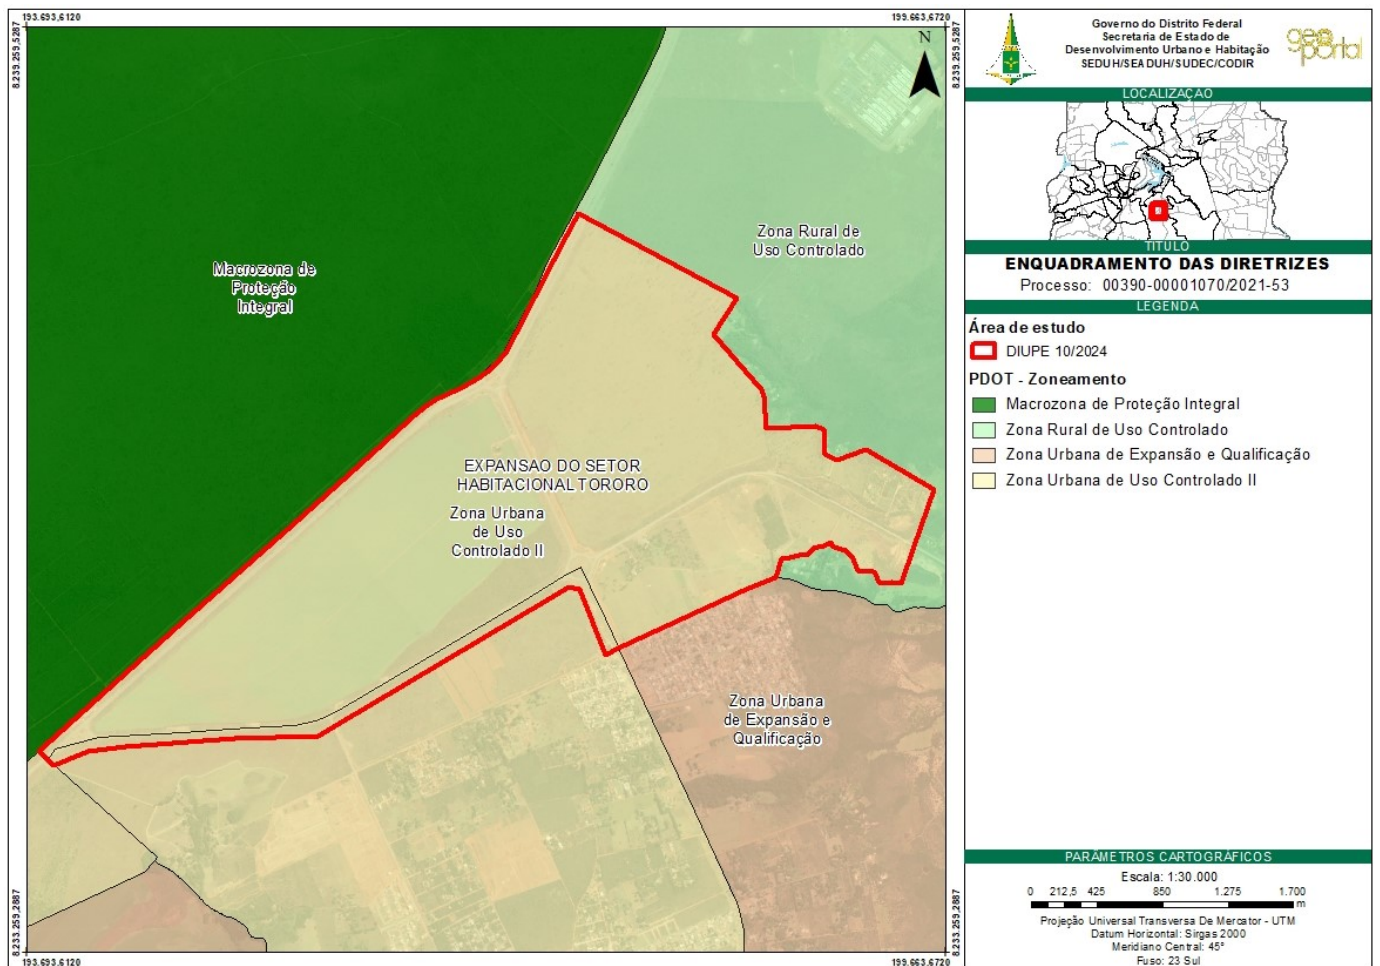 193.693,6120
199.663,6720
8.239.259,5287
8.239.259,5287
N
Macrozona de
Proteção
Integral
Zona Rural de
Uso Controlado
EXPANSAO DO SETOR
HABITACIONAL TORORO
Zona Urbana
de Uso
Controlado II
Zona Urbana
de Expansão e
Qualificação
8.233.259,2887
8.233.259,2887
193.693,6120
199.663,6720
Governo do Distrito Federal
Secretaria de Estado de
Desenvolvimento Urbano e Habitação
SEDUH/SEADUH/SUDEC/CODIR
geo
portal
LOCALIZAÇAO
TITULO
ENQUADRAMENTO DAS DIRETRIZES
Processo: 00390-00001070/2021-53
LEGENDA
Área de estudo
DIUPE 10/2024
PDOT - Zoneamento
Macrozona de Proteção Integral
Zona Rural de Uso Controlado
Zona Urbana de Expansão e Qualificação
Zona Urbana de Uso Controlado II
PARÂMETROS CARTOGRÁFICOS
Escala: 1:30.000
0 212,5 425 850 1.275 1.700
m
Projeção Universal Transversa De Mercator - UTM
Datum Horizontal: Sirgas 2000
Meridiano Central: 45°
Fuso: 23 Sul